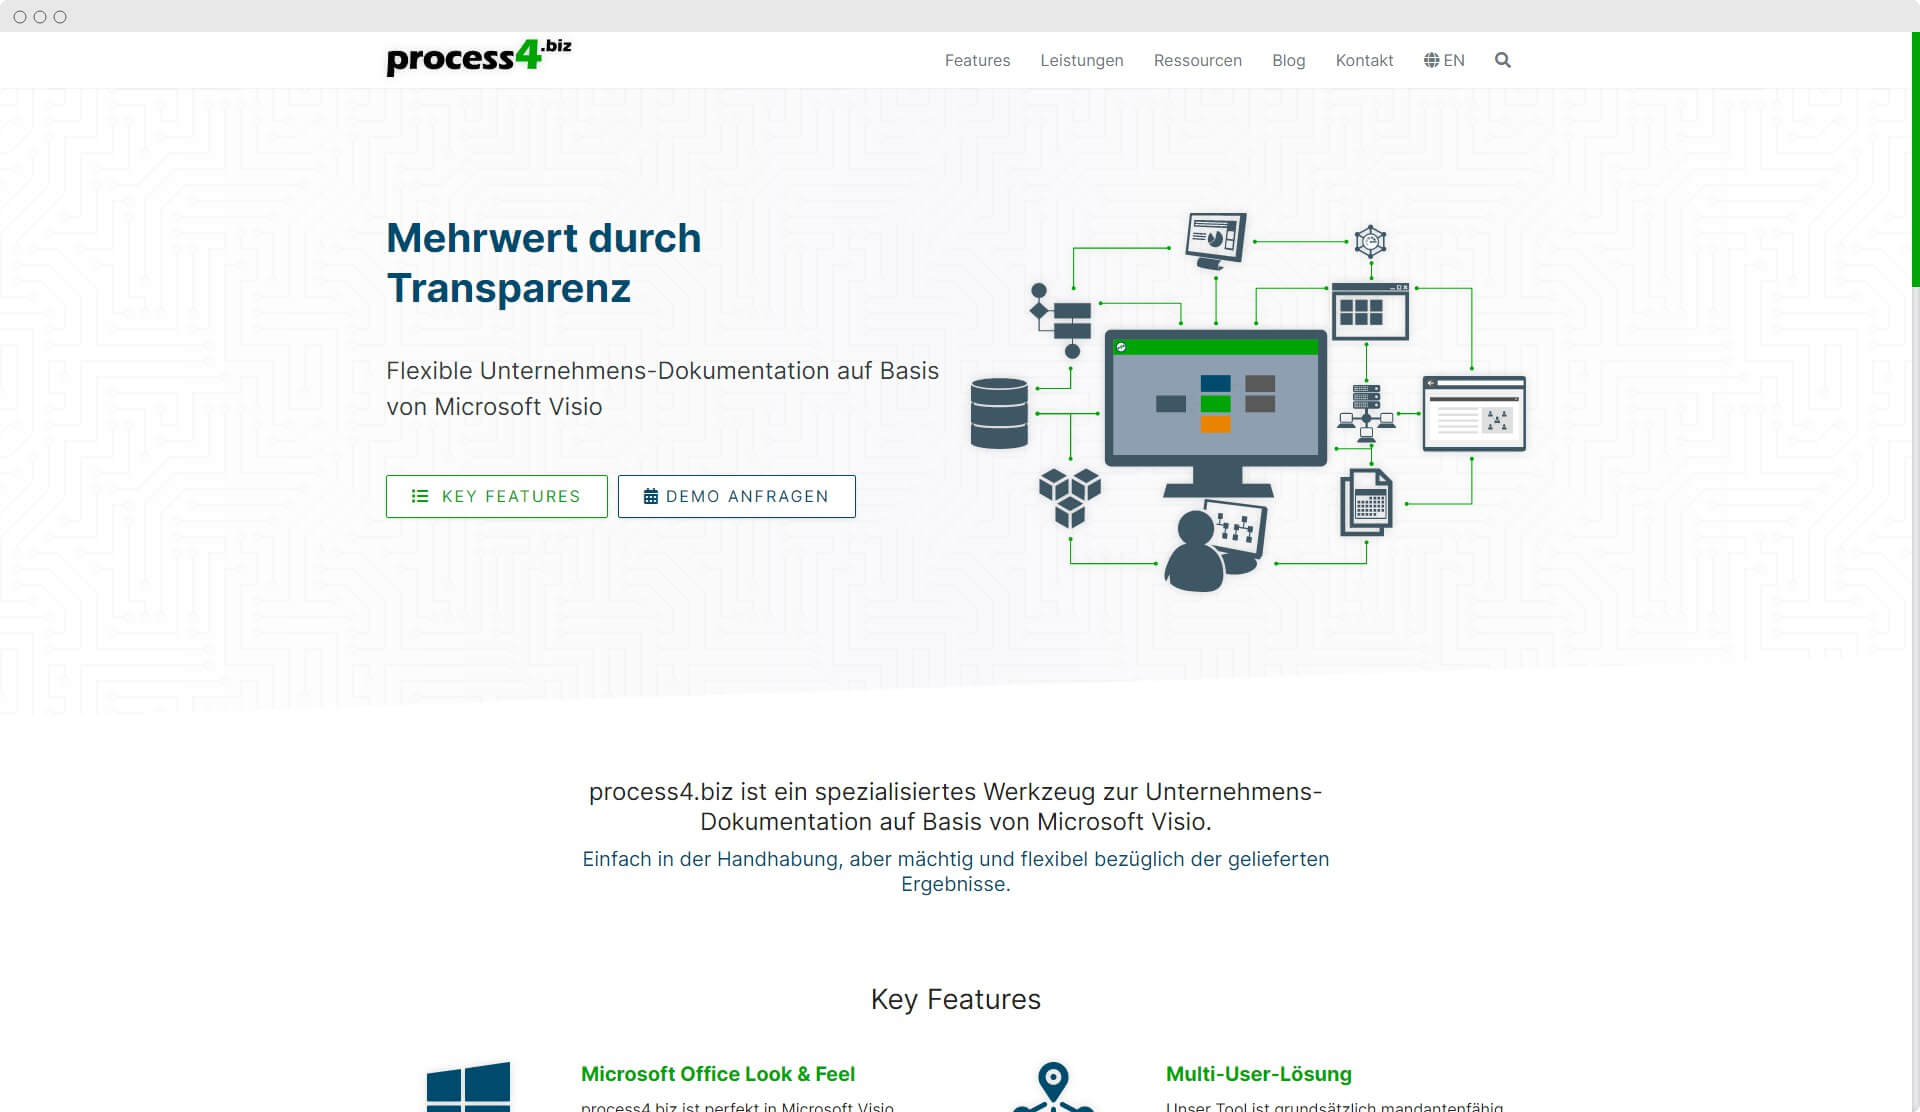 process4.biz
Features Leistungen Ressourcen Blog Kontakt EN
Mehrwert durch
Transparenz
Flexible Unternehmens-Dokumentation auf Basis
von Microsoft Visio
KEY FEATURES DEMO ANFRAGEN
process4.biz ist ein spezialisiertes Werkzeug zur Unternehmens-
Dokumentation auf Basis von Microsoft Visio.
Einfach in der Handhabung, aber mächtig und flexibel bezüglich der gelieferten
Ergebnisse.
Key Features
Microsoft Office Look & Feel
process4.biz ist perfekt in Microsoft Visio
Multi-User-Lösung
Unser Tool ist grundsätzlich mandantenfähig